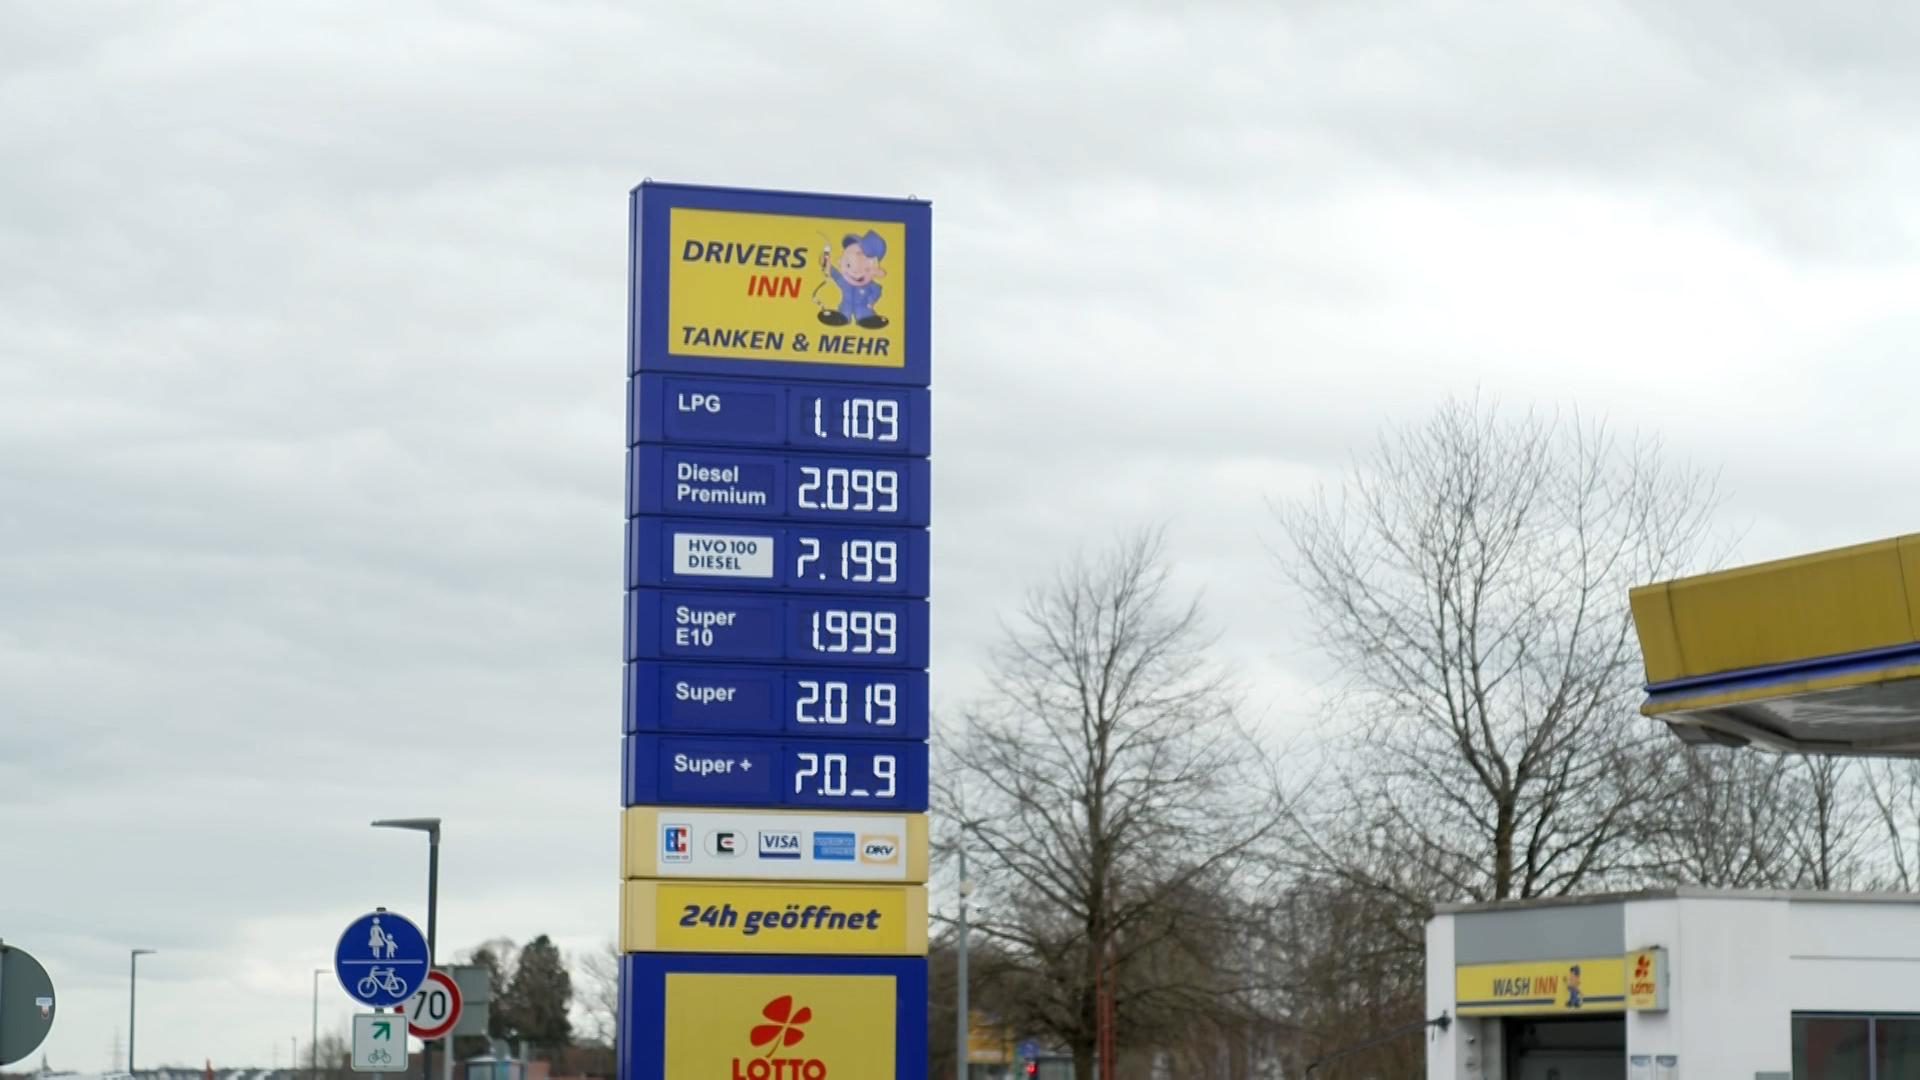 DRIVERS
INN
TANKEN & MEHR
LPG 1.109
Diesel
Premium 2.099
HVO 100
DIESEL 2.199
Super
E10 1.999
Super 2.019
Super + 
VISA
DKV
24h geöffnet
LOTTO
70
WASH INN
LOTTO